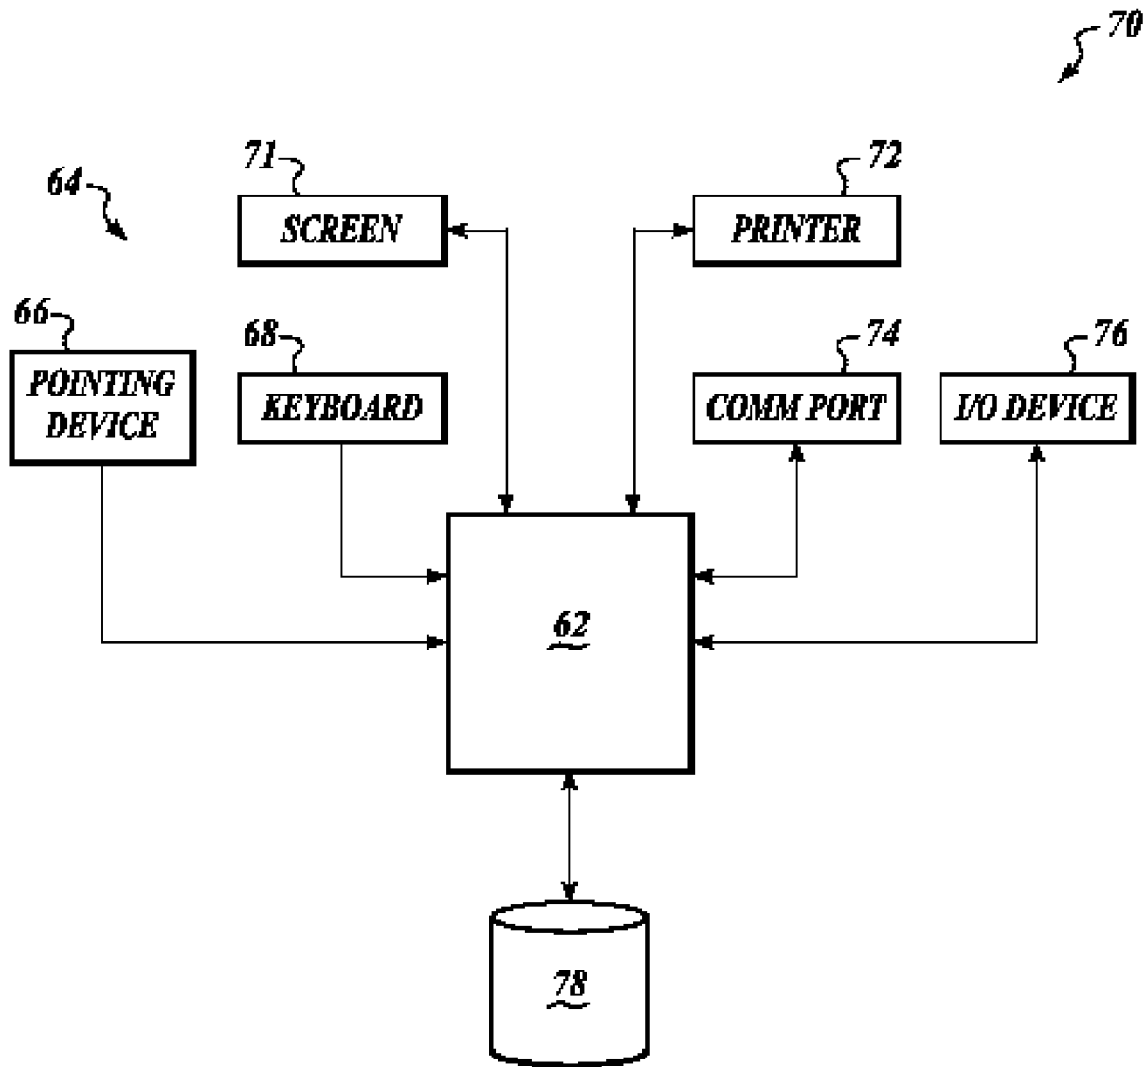 70
71
72
64
SCREEN
PRINTER
66
68
74
76
POINTING
DEVICE
KEYBOARD
COMM PORT
I/O DEVICE
62
78